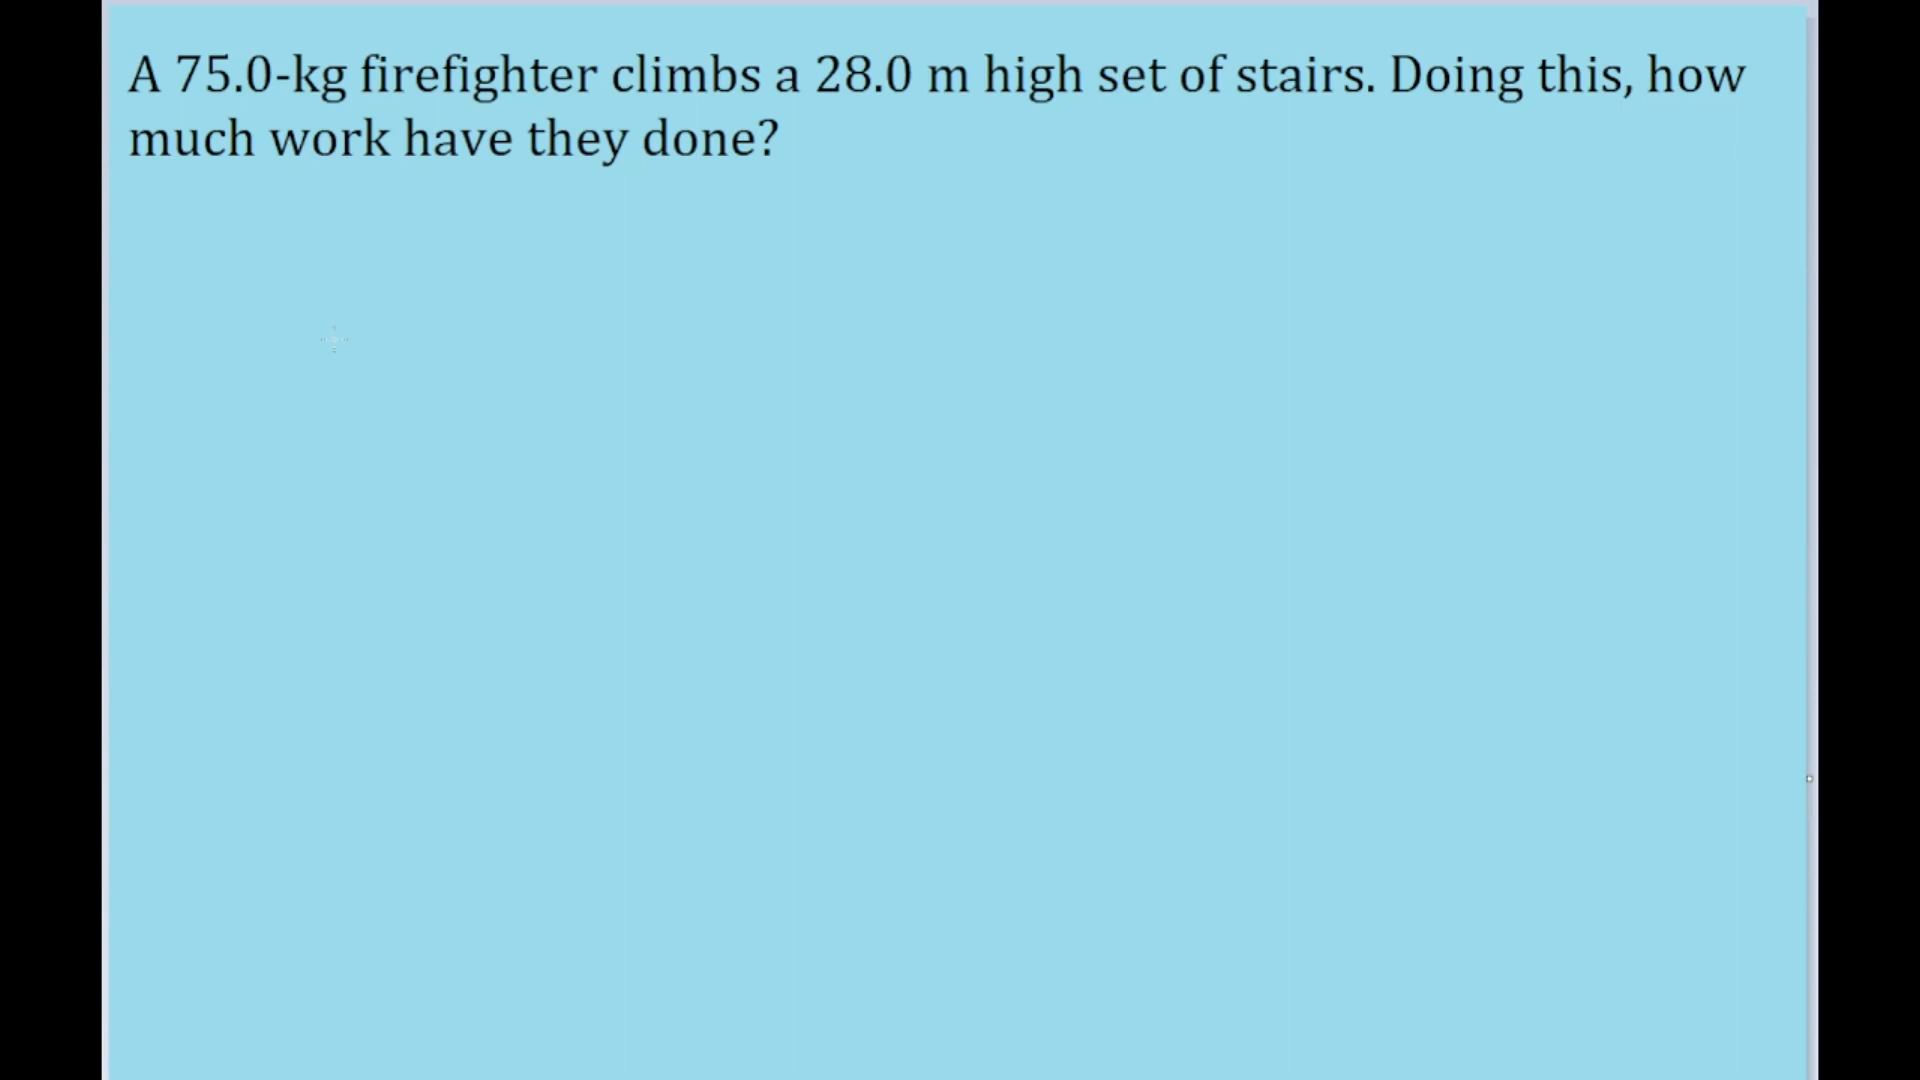 A 75.0-kg firefighter climbs a 28.0 m high set of stairs. Doing this, how
much work have they done?